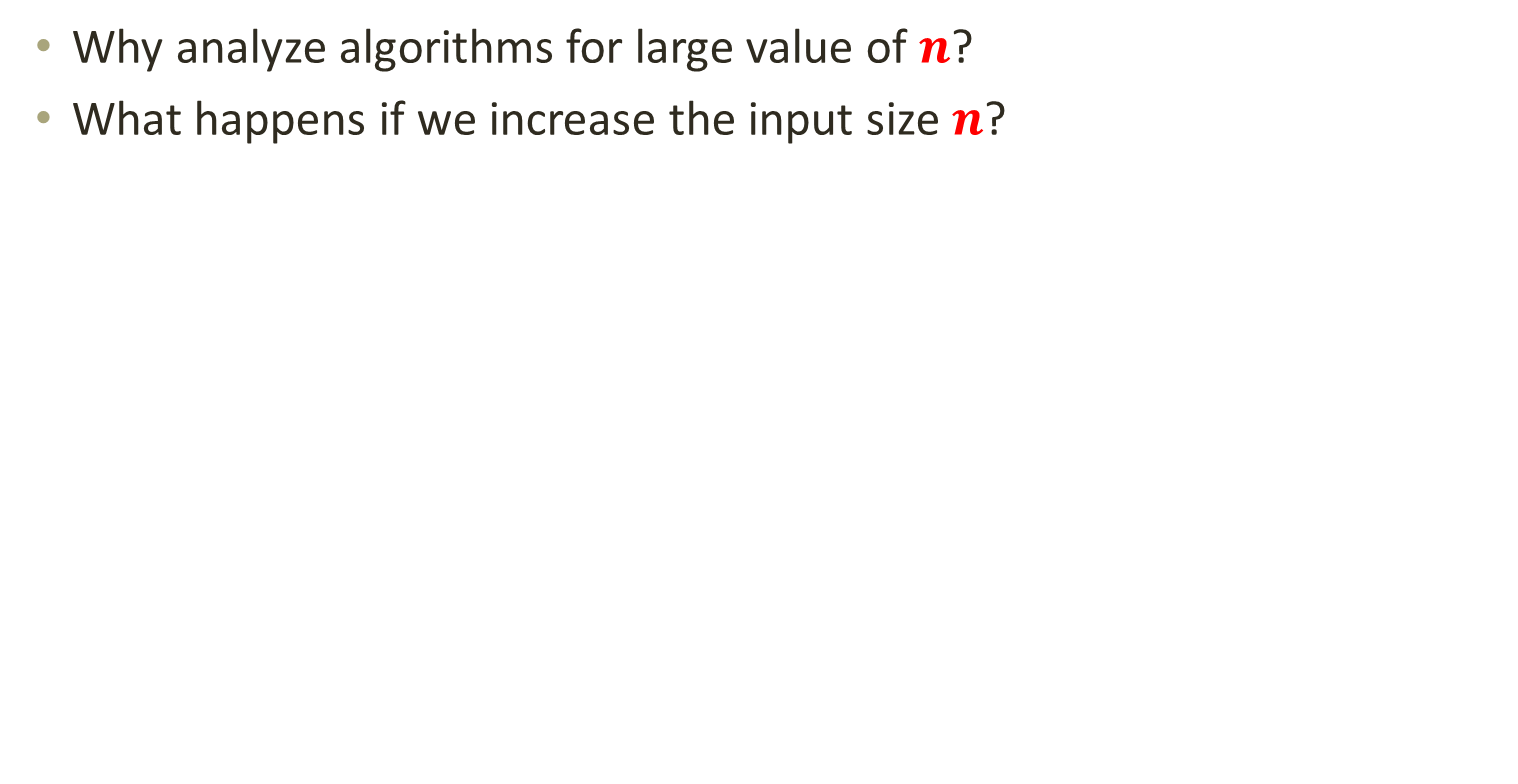 • Why analyze algorithms for large value of n?
• What happens if we increase the input size n?